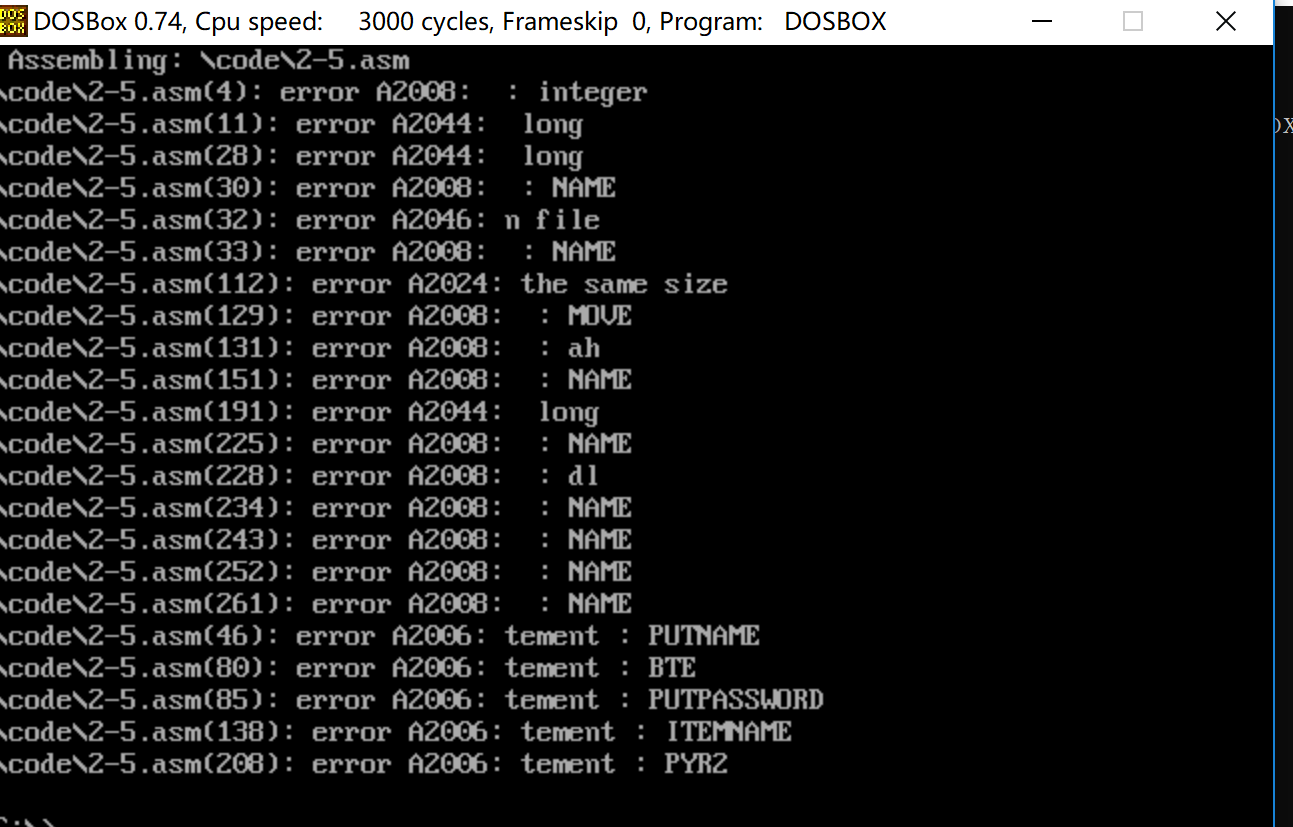 DOS BOX DOSBox 0.74, Cpu speed: 3000 cycles, Frameskip 0, Program: DOSBOX
Assembling: \code\2-5.asm
\code\2-5.asm(4): error A2008: : integer
\code\2-5.asm(11): error A2044: long
\code\2-5.asm(28): error A2044: long
\code\2-5.asm(30): error A2008: : NAME
\code\2-5.asm(32): error A2046: n file
\code\2-5.asm(33): error A2008: : NAME
\code\2-5.asm(112): error A2024: the same size
\code\2-5.asm(129): error A2008: : MOVE
\code\2-5.asm(131): error A2008: : ah
\code\2-5.asm(151): error A2008: : NAME
\code\2-5.asm(191): error A2044: long
\code\2-5.asm(225): error A2008: : NAME
\code\2-5.asm(228): error A2008: : dl
\code\2-5.asm(234): error A2008: : NAME
\code\2-5.asm(243): error A2008: : NAME
\code\2-5.asm(252): error A2008: : NAME
\code\2-5.asm(261): error A2008: : NAME
\code\2-5.asm(46): error A2006: tement : PUTNAME
\code\2-5.asm(80): error A2006: tement : BTE
\code\2-5.asm(85): error A2006: tement : PUTPASSWORD
\code\2-5.asm(138): error A2006: tement : ITEMNAME
\code\2-5.asm(208): error A2006: tement : PYR2